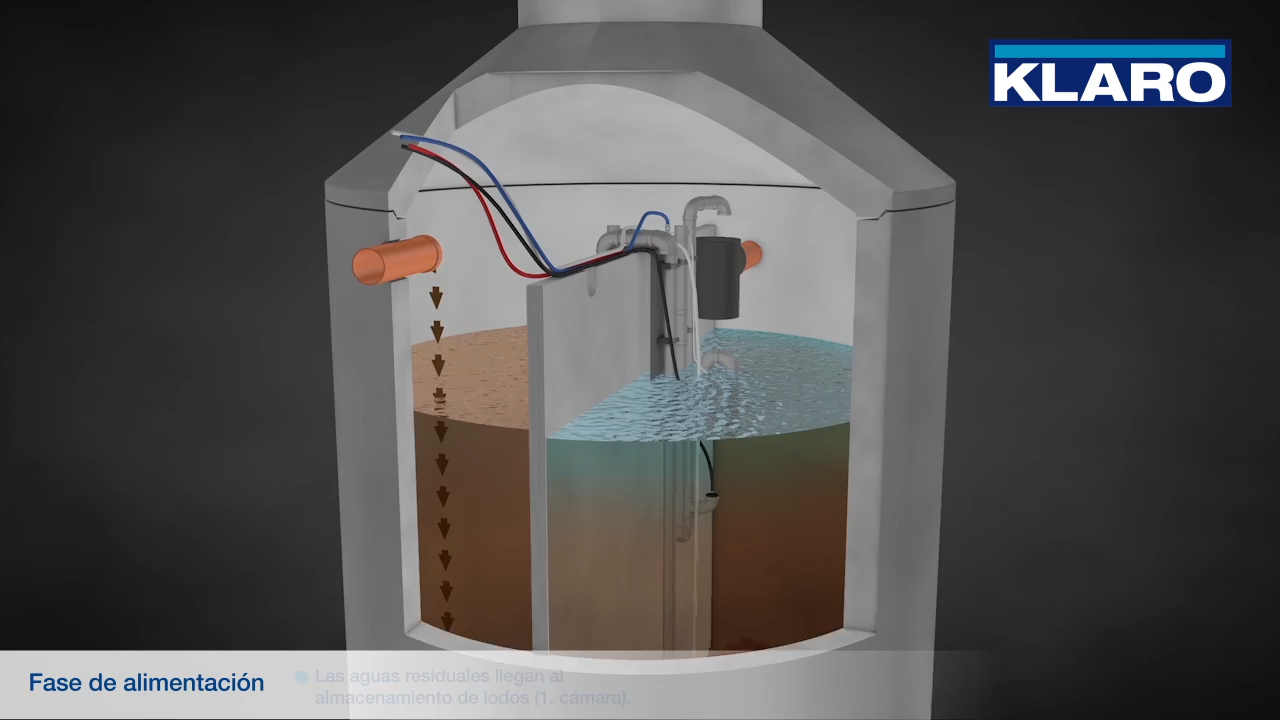 KLARO
Fase de alimentación
Las aguas residuales llegan al
almacenamiento de lodos (1. cámara).